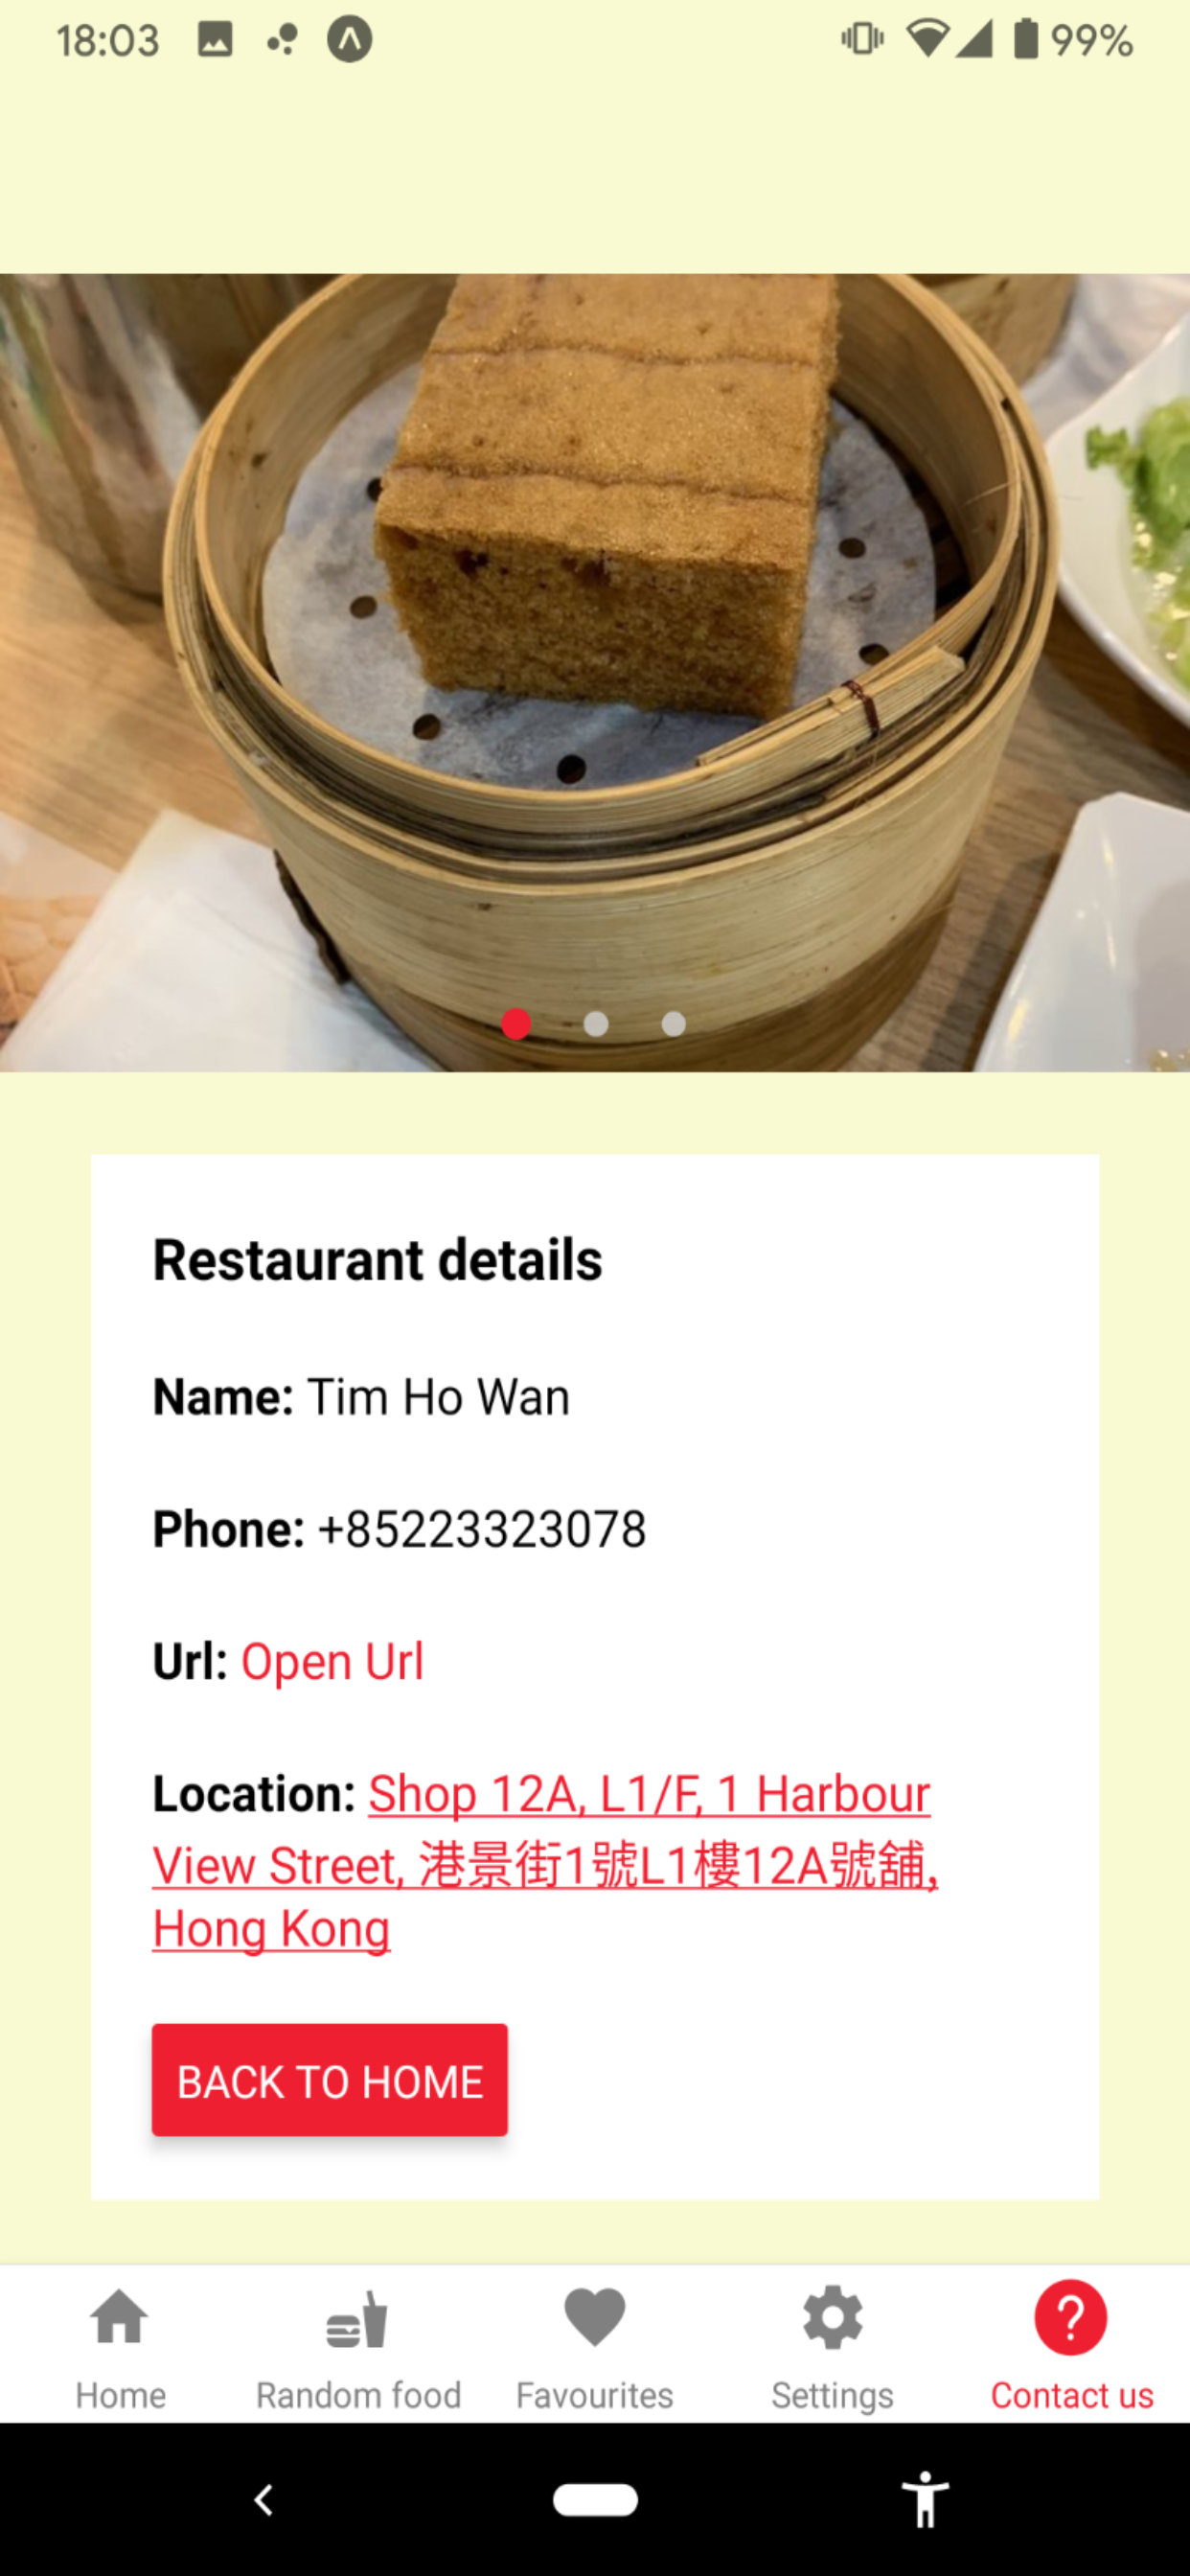 18:03 99%
Restaurant details
Name: Tim Ho Wan
Phone: +85223323078
Url: Open Url
Location: Shop 12A, L1/F, 1 Harbour
View Street, 港景街1號L1樓12A號舖,
Hong Kong
BACK TO HOME
Home Random food Favourites Settings Contact us